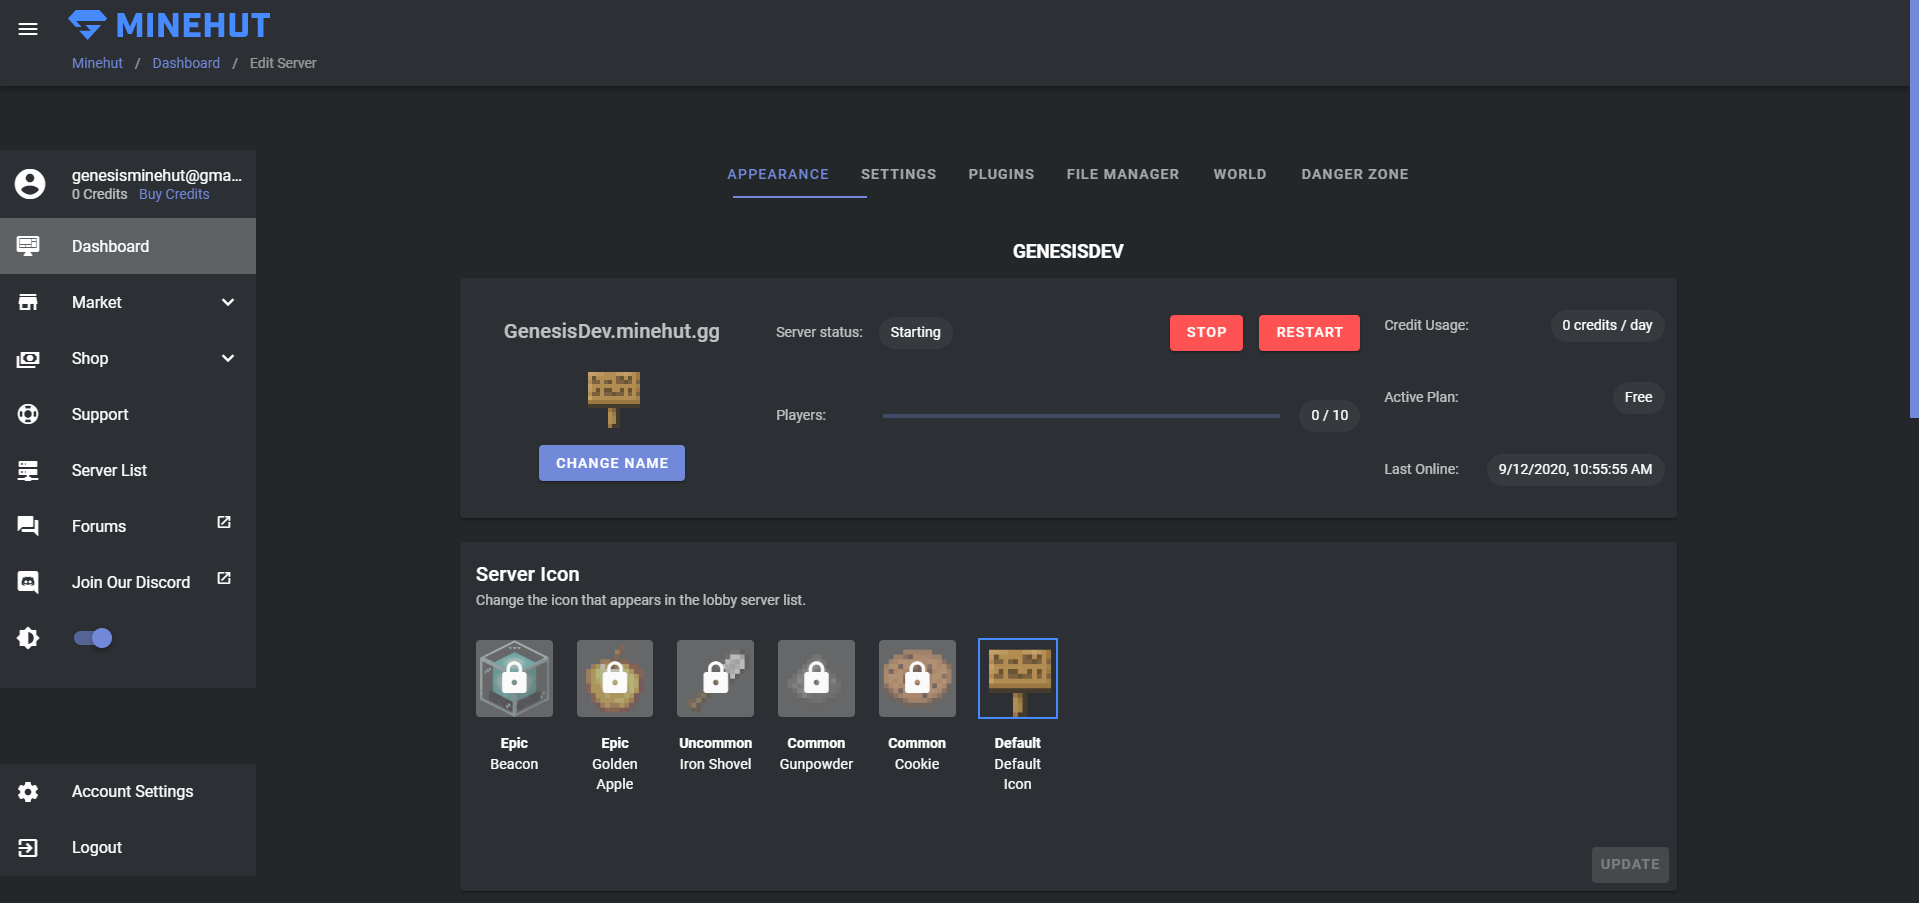 MINEHUT
Minehut / Dashboard / Edit Server
genesisminehut@gma...
0 Credits Buy Credits
Dashboard
Market
Shop
Support
Server List
Forums
Join Our Discord
Account Settings
Logout
APPEARANCE SETTINGS PLUGINS FILE MANAGER WORLD DANGER ZONE
GENESISDEV
GenesisDev.minehut.gg
CHANGE NAME
Server status: Starting
STOP RESTART
Players: 0 / 10
Credit Usage: 0 credits / day
Active Plan: Free
Last Online: 9/12/2020, 10:55:55 AM
Server Icon
Change the icon that appears in the lobby server list.
Epic
Beacon
Epic
Golden
Apple
Uncommon
Iron Shovel
Common
Gunpowder
Common
Cookie
Default
Default
Icon
UPDATE